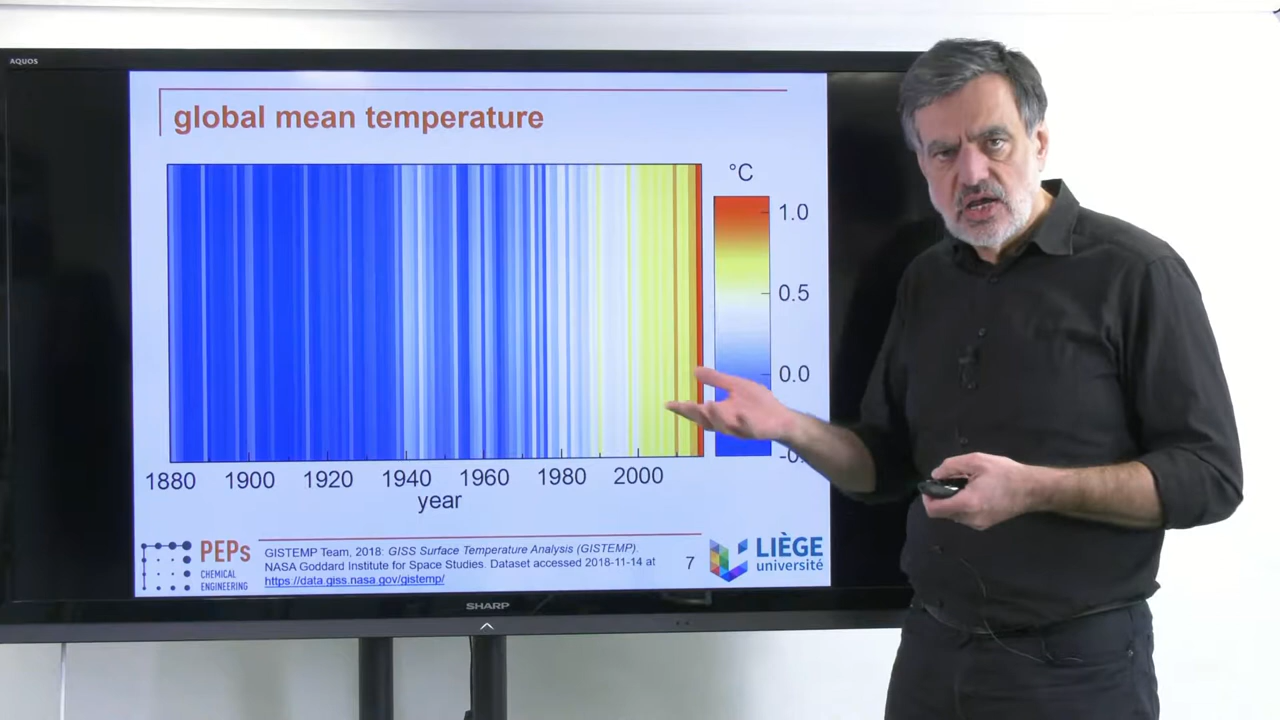 AQUOS
global mean temperature
°C
1.0
0.5
0.0
1880 1900 1920 1940 1960 1980 2000
year
PEPs
CHEMICAL
ENGINEERING
GISTEMP Team, 2018: GISS Surface Temperature Analysis (GISTEMP).
NASA Goddard Institute for Space Studies. Dataset accessed 2018-11-14 at
https://data.giss.nasa.gov/gistemp/
7
LIÈGE
université
SHARP